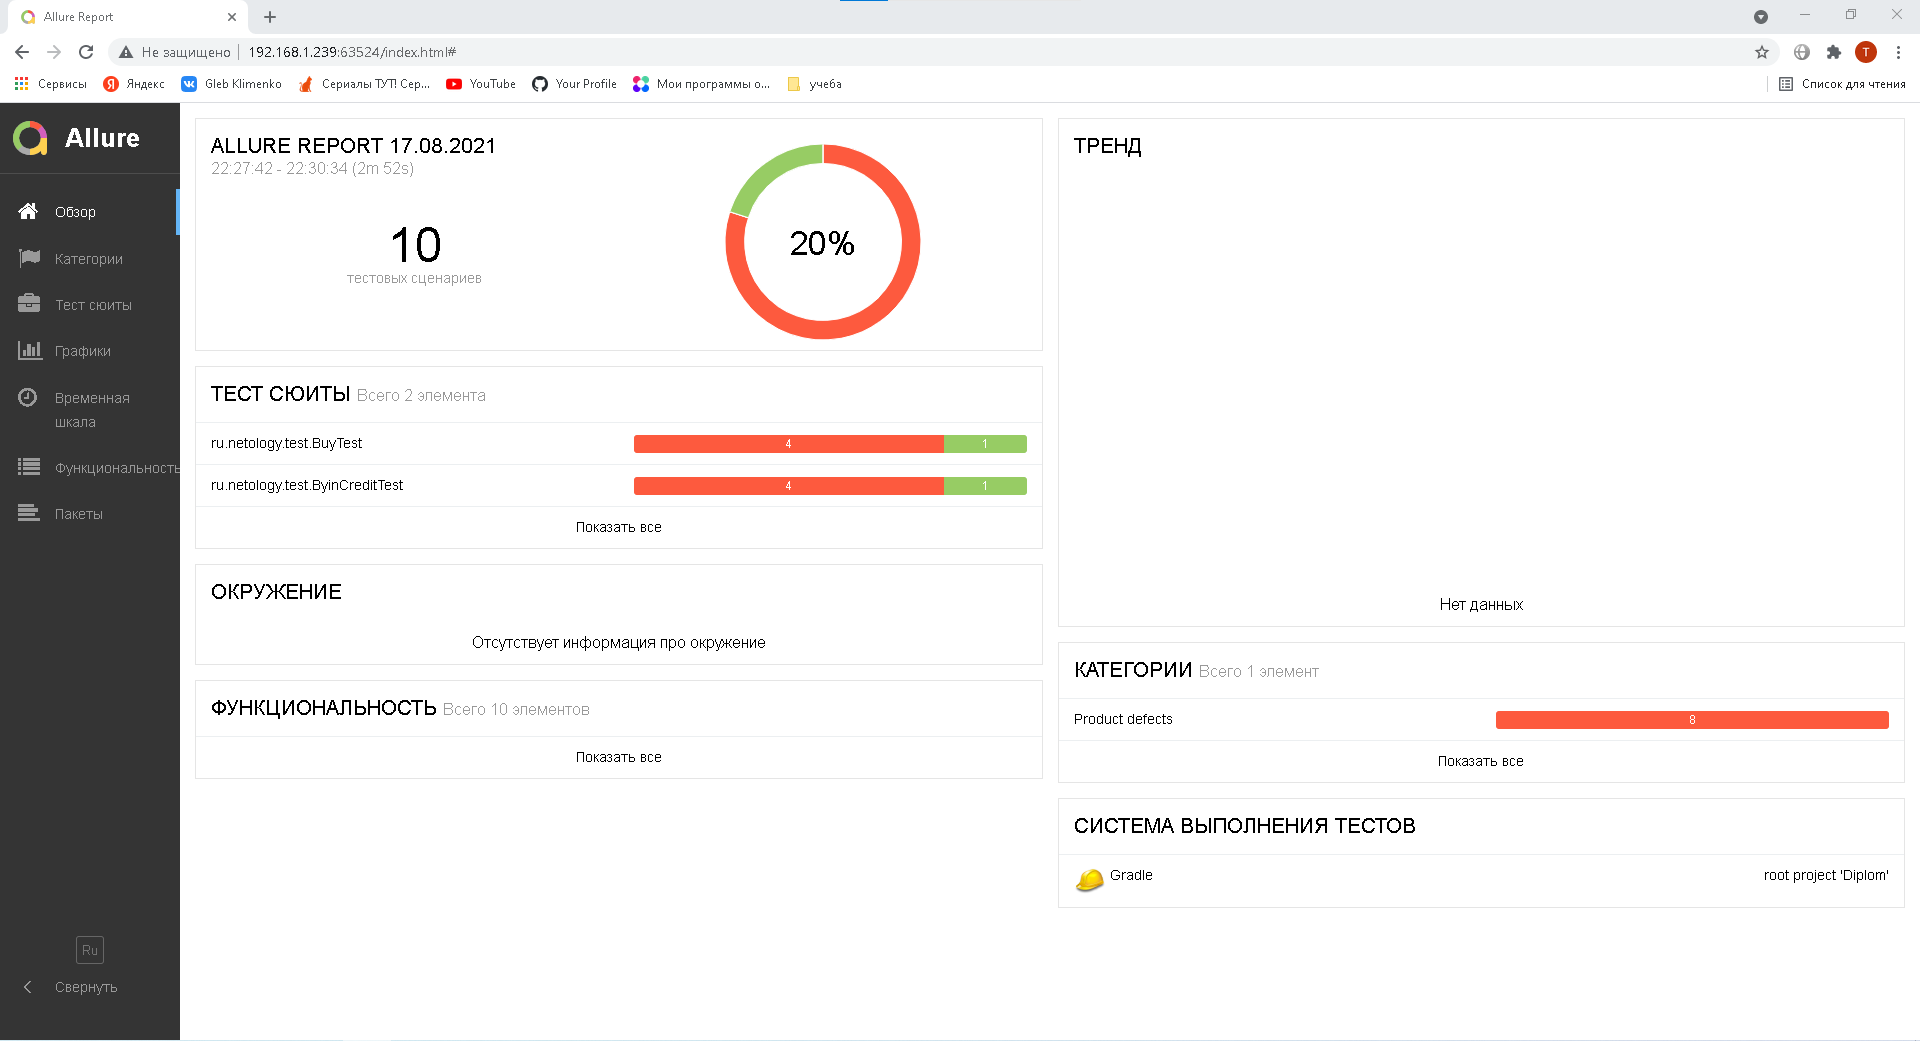 Allure Report
Не защищено
192.168.1.239:63524/index.html#
T
Сервисы
Яндекс
Gleb Klimenko
Сериалы ТУТ! Сер...
YouTube
Your Profile
Мои программы о...
учеба
Список для чтения
Allure
Обзор
Категории
Тест сюиты
Графики
Временная
шкала
Функциональность
Пакеты
Ru
Свернуть
ALLURE REPORT 17.08.2021
22:27:42 - 22:30:34 (2m 52s)
10
тестовых сценариев
20%
ТЕСТ СЮИТЫ Всего 2 элемента
ru.netology.test.BuyTest
4
1
ru.netology.test.ByinCreditTest
4
1
Показать все
ОКРУЖЕНИЕ
Отсутствует информация про окружение
ФУНКЦИОНАЛЬНОСТЬ Всего 10 элементов
Показать все
ТРЕНД
Нет данных
КАТЕГОРИИ Всего 1 элемент
Product defects
8
Показать все
СИСТЕМА ВЫПОЛНЕНИЯ ТЕСТОВ
Gradle
root project 'Diplom'